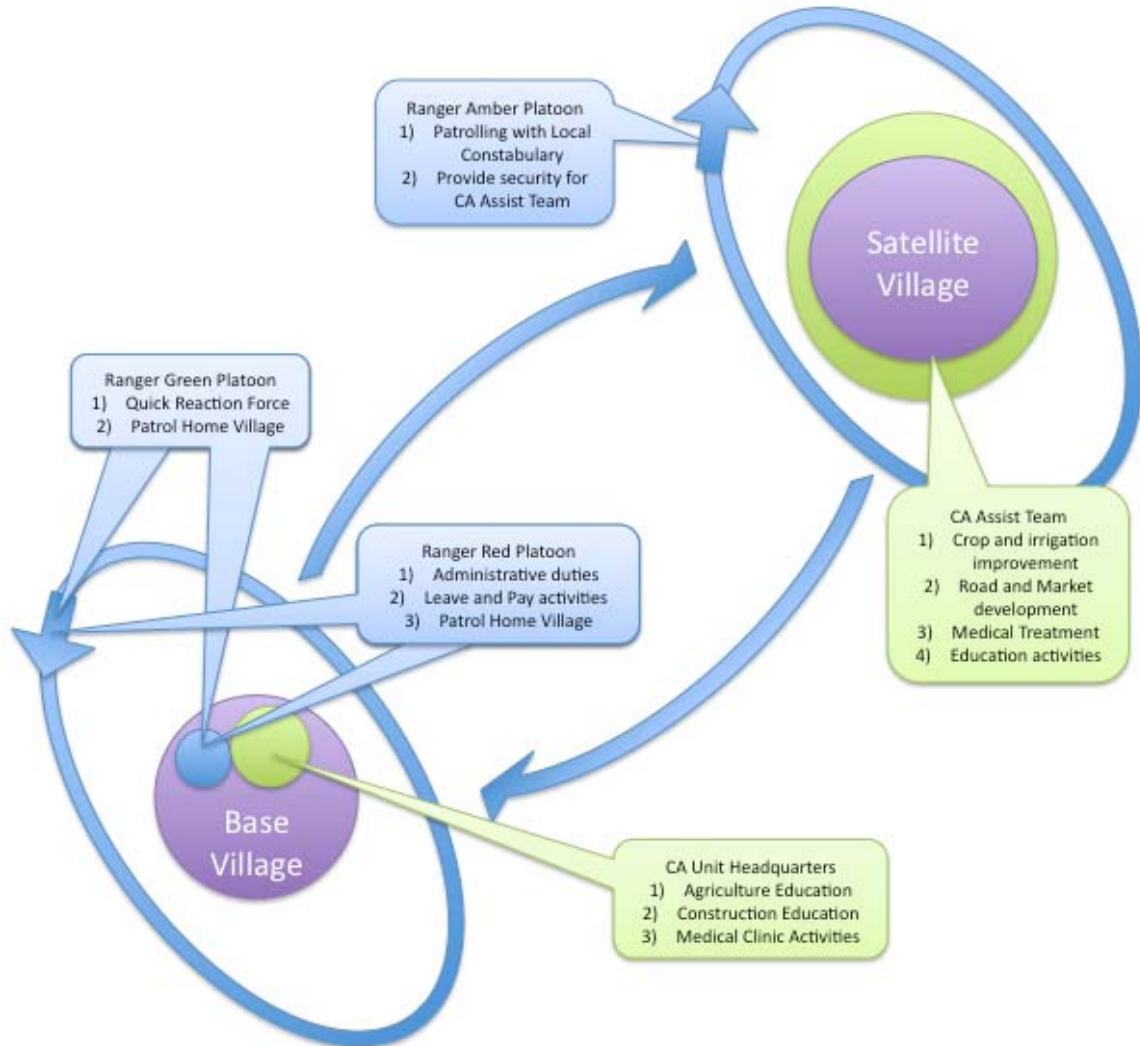 Ranger Amber Platoon
1) Patrolling with Local
Constabulary
2) Provide security for
CA Assist Team
Satellite
Village
Ranger Green Platoon
1) Quick Reaction Force
2) Patrol Home Village
Ranger Red Platoon
1) Administrative duties
2) Leave and Pay activities
3) Patrol Home Village
CA Assist Team
1) Crop and irrigation
improvement
2) Road and Market
development
3) Medical Treatment
4) Education activities
Base
Village
CA Unit Headquarters
1) Agriculture Education
2) Construction Education
3) Medical Clinic Activities